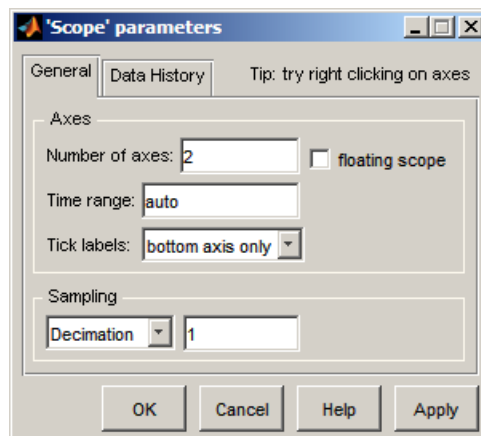 'Scope' parameters
General Data History Tip: try right clicking on axes
Axes
Number of axes: 2 floating scope
Time range: auto
Tick labels: bottom axis only
Sampling
Decimation 1
OK Cancel Help Apply